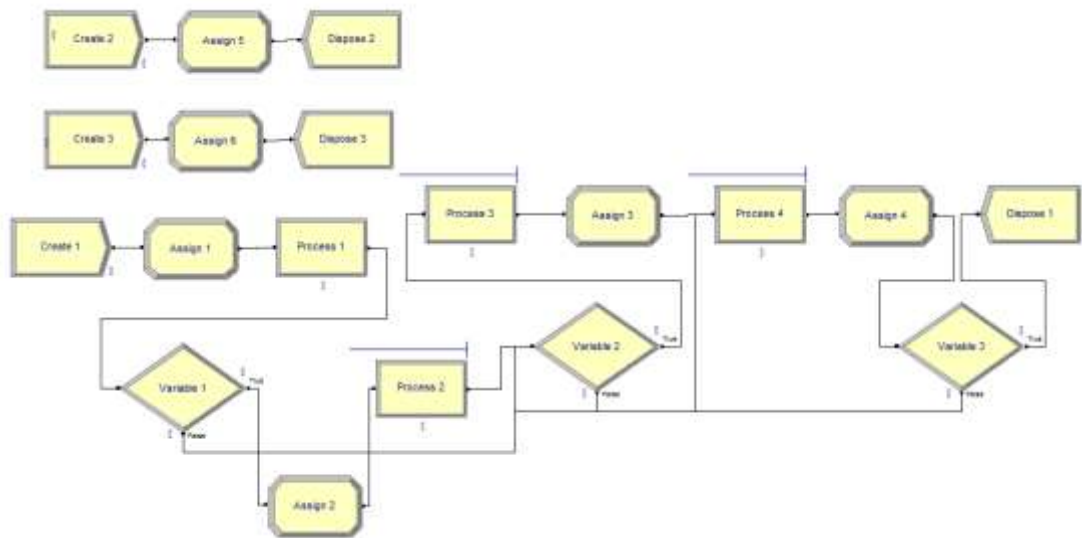 Create 2
Assign 5
Dispose 2
Create 3
Assign 6
Dispose 3
Process 3
Assign 3
Process 4
Assign 4
Dispose 1
Create 1
Assign 1
Process 1
Variable 1
True
False
Process 2
Variable 2
True
False
Variable 3
True
False
Assign 2